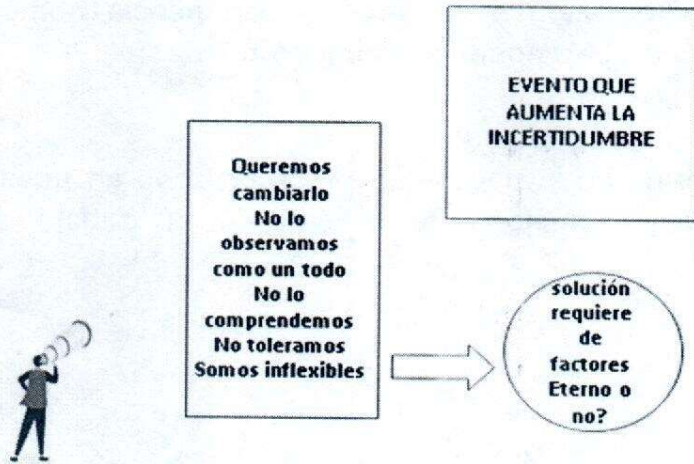 EVENTO QUE
AUMENTA LA
INCERTIDUMBRE
Queremos
cambiarlo
No lo
observamos
como un todo
No lo
comprendemos
No toleramos
Somos inflexibles
solución
requiere
de
factores
Eterno o
no?